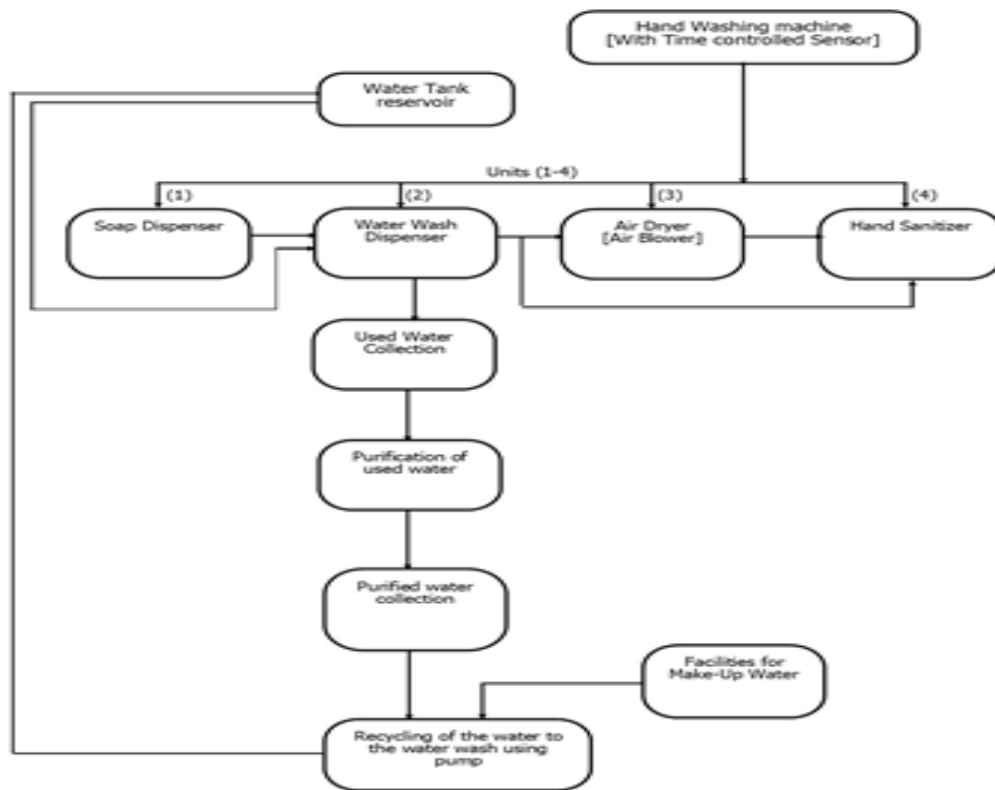 Hand Washing machine
[With Time controlled Sensor]
Water Tank
reservoir
Units (1-4)
(1)
(2)
(3)
(4)
Soap Dispenser
Water Wash
Dispenser
Air Dryer
[Air Blower]
Hand Sanitizer
Used Water
Collection
Purification of
used water
Purified water
collection
Facilities for
Make-Up Water
Recycling of the water to
the water wash using
pump